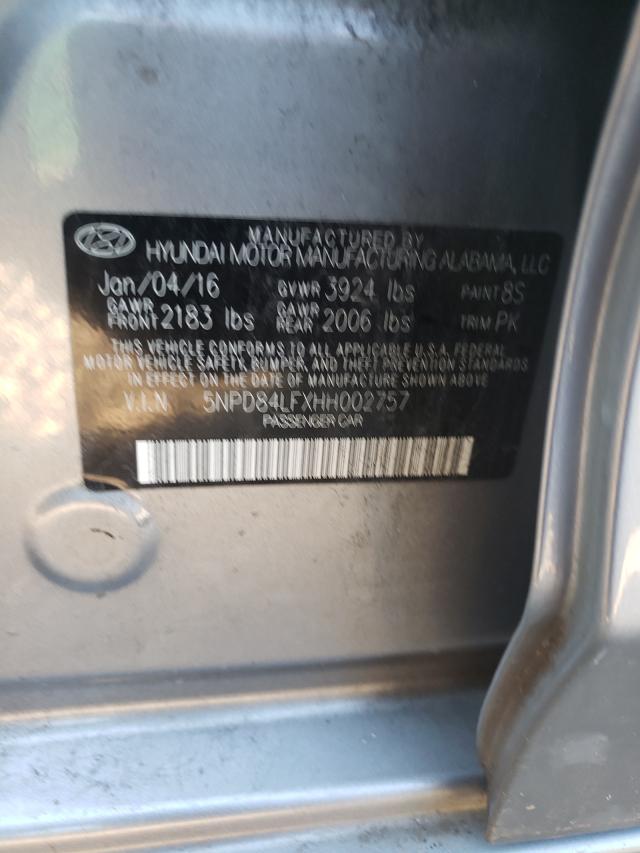 MANUFACTURED BY
HYUNDAI MOTOR MANUFACTURING ALABAMA, LLC
Jan/04/16 GVWR 3924 lbs PAINT 8S
GAWR FRONT 2183 lbs GAWR REAR 2006 lbs TRIM PK
THIS VEHICLE CONFORMS TO ALL APPLICABLE U.S.A. FEDERAL
MOTOR VEHICLE SAFETY, BUMPER, AND THEFT PREVENTION STANDARDS
IN EFFECT ON THE DATE OF MANUFACTURE SHOWN ABOVE.
V.I.N 5NPD84LFXHH002757
PASSENGER CAR